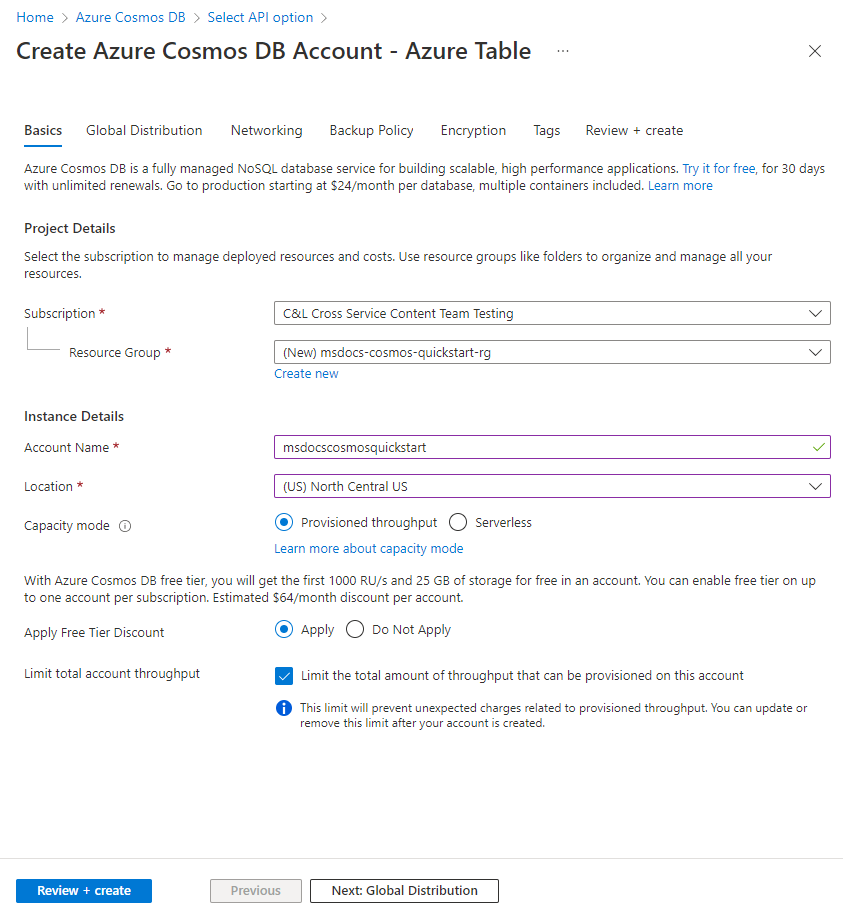 Home > Azure Cosmos DB > Select API option >
Create Azure Cosmos DB Account - Azure Table ...
Basics Global Distribution Networking Backup Policy Encryption Tags Review + create
Azure Cosmos DB is a fully managed NoSQL database service for building scalable, high performance applications. Try it for free, for 30 days
with unlimited renewals. Go to production starting at $24/month per database, multiple containers included. Learn more
Project Details
Select the subscription to manage deployed resources and costs. Use resource groups like folders to organize and manage all your
resources.
Subscription * C&L Cross Service Content Team Testing
Resource Group * (New) msdocs-cosmos-quickstart-rg
Create new
Instance Details
Account Name * msdocscosmosquickstart
Location * (US) North Central US
Capacity mode Provisioned throughput Serverless
Learn more about capacity mode
With Azure Cosmos DB free tier, you will get the first 1000 RU/s and 25 GB of storage for free in an account. You can enable free tier on up
to one account per subscription. Estimated $64/month discount per account.
Apply Free Tier Discount Apply Do Not Apply
Limit total account throughput Limit the total amount of throughput that can be provisioned on this account
This limit will prevent unexpected charges related to provisioned throughput. You can update or
remove this limit after your account is created.
Review + create Previous Next: Global Distribution